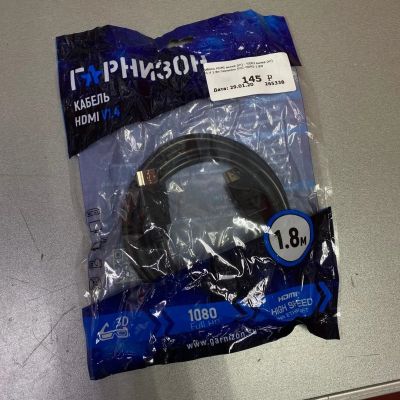 ГАРНИЗОН
КАБЕЛЬ
HDMI V1.4
145 Р
Дата: 29.01.20
1.8м
3D
1080
Full HD
HDMI
HIGH SPEED
www.garnizon.